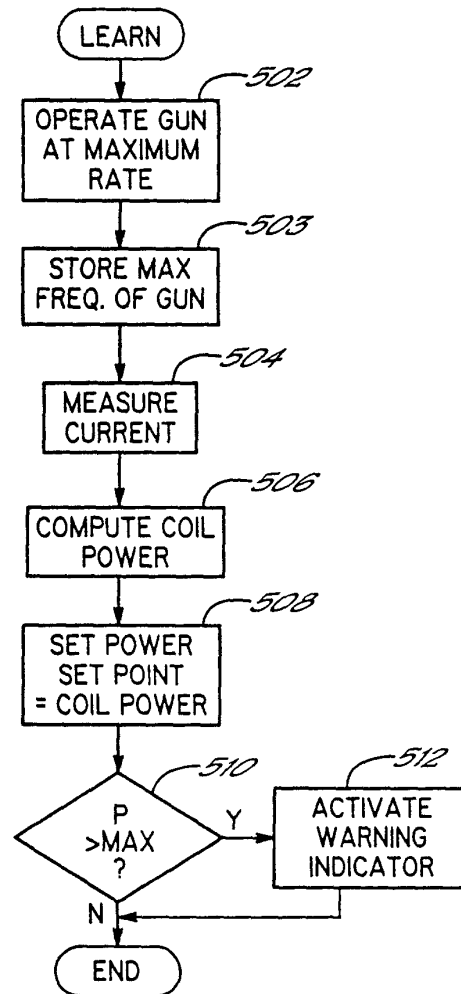 LEARN
502
OPERATE GUN
AT MAXIMUM
RATE
503
STORE MAX
FREQ. OF GUN
504
MEASURE
CURRENT
506
COMPUTE COIL
POWER
508
SET POWER
SET POINT
= COIL POWER
510
P
>MAX
?
Y
512
ACTIVATE
WARNING
INDICATOR
N
END